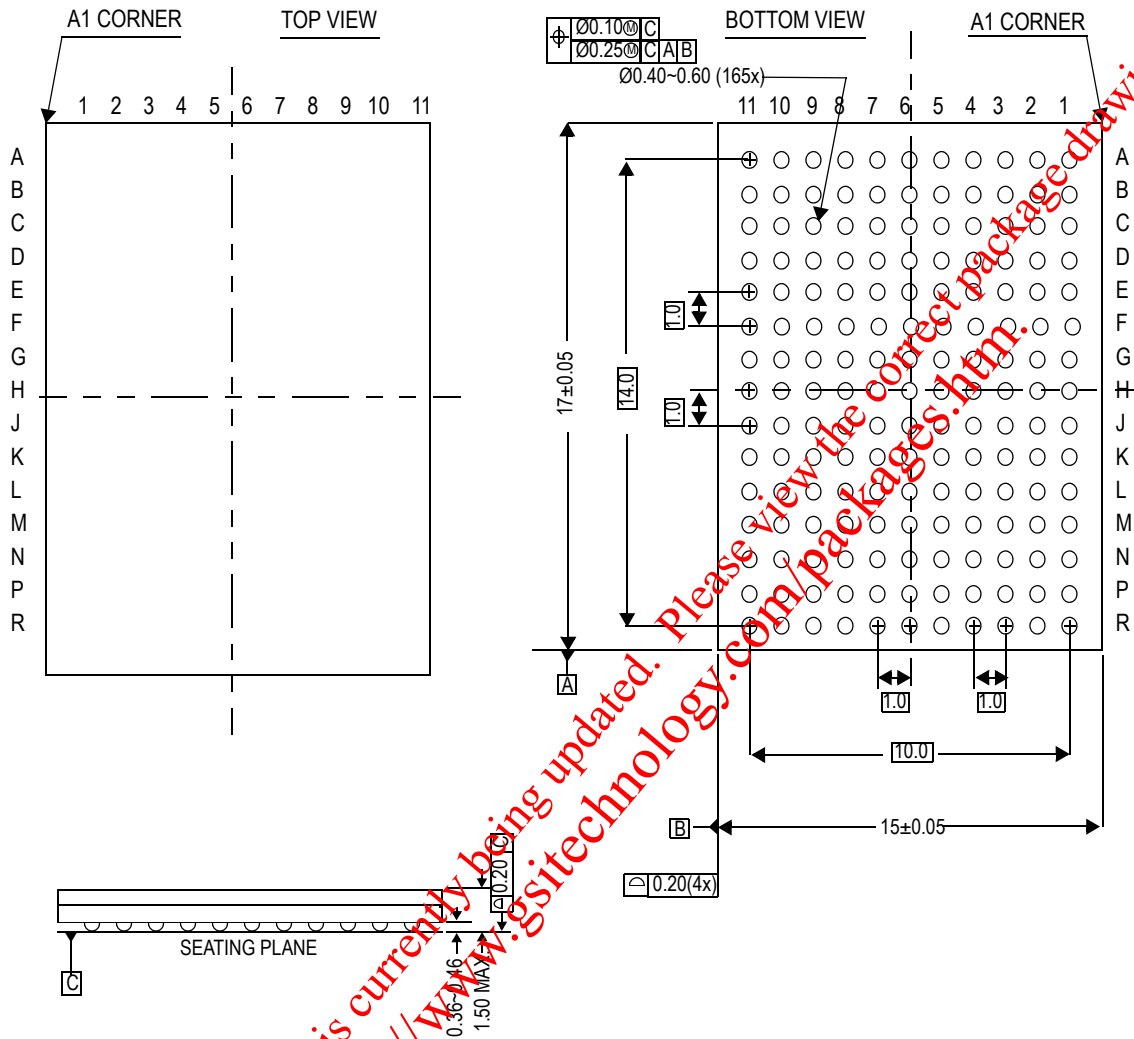 A1 CORNER
TOP VIEW
1 2 3 4 5 6 7 8 9 10 11
A
B
C
D
E
F
G
H
J
K
L
M
N
P
R
Ø0.10Ⓜ C
Ø0.25Ⓜ C A B
Ø0.40~0.60 (165x)
BOTTOM VIEW
A1 CORNER
11 10 9 8 7 6 5 4 3 2 1
A
B
C
D
E
F
G
H
J
K
L
M
N
P
R
17±0.05
14.0
1.0
1.0
A
1.0
1.0
10.0
B
15±0.05
0.20(4x)
0.20 C
SEATING PLANE
C
0.36~0.46
1.50 MAX.
is currently being updated. Please view the correct package drawi
//www.gsitechnology.com/packages.htm.